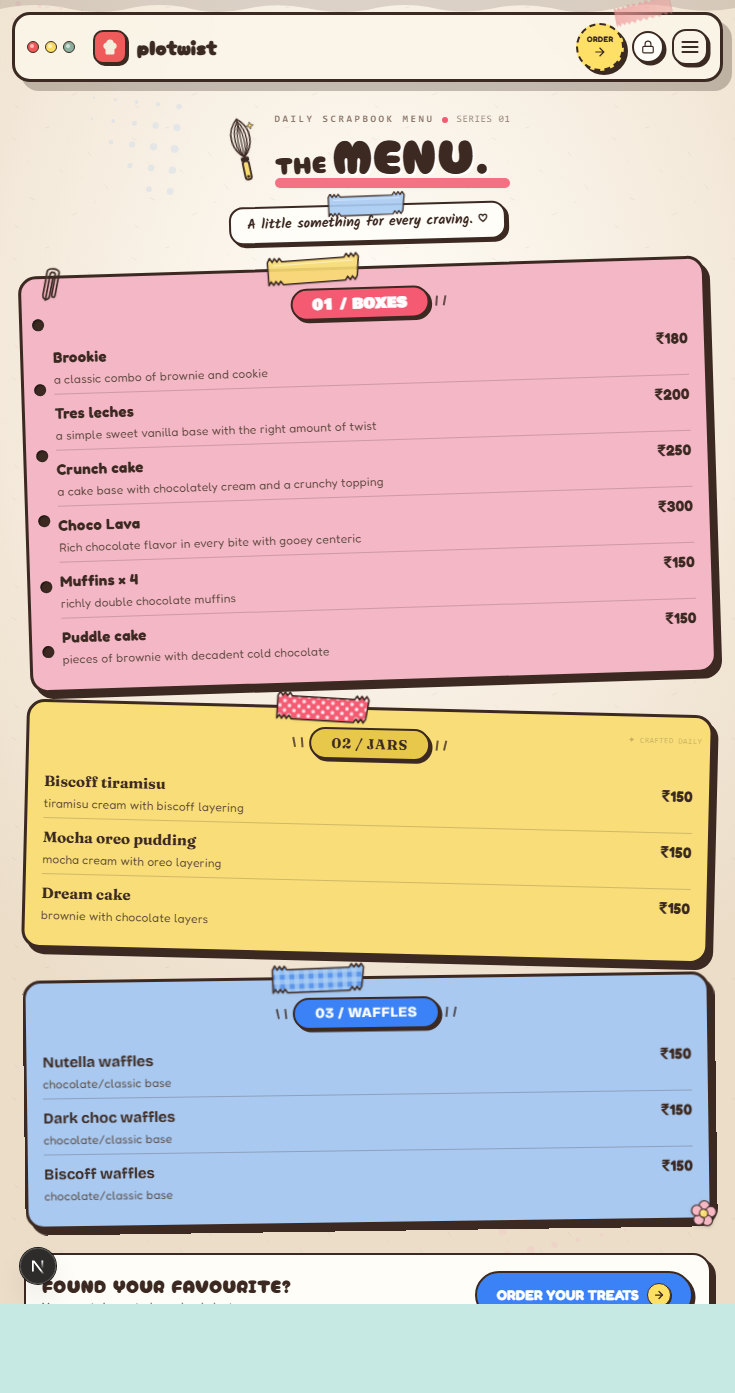 plotwist
ORDER
DAILY SCRAPBOOK MENU SERIES 01
THE MENU.
A little something for every craving. ♡
01 / BOXES
Brookie ₹180
a classic combo of brownie and cookie
Tres leches ₹200
a simple sweet vanilla base with the right amount of twist
Crunch cake ₹250
a cake base with chocolately cream and a crunchy topping
Choco Lava ₹300
Rich chocolate flavor in every bite with gooey centeric
Muffins × 4 ₹150
richly double chocolate muffins
Puddle cake ₹150
pieces of brownie with decadent cold chocolate
02 / JARS
✦ CRAFTED DAILY
Biscoff tiramisu ₹150
tiramisu cream with biscoff layering
Mocha oreo pudding ₹150
mocha cream with oreo layering
Dream cake ₹150
brownie with chocolate layers
03 / WAFFLES
Nutella waffles ₹150
chocolate/classic base
Dark choc waffles ₹150
chocolate/classic base
Biscoff waffles ₹150
chocolate/classic base
N
FOUND YOUR FAVOURITE?
ORDER YOUR TREATS